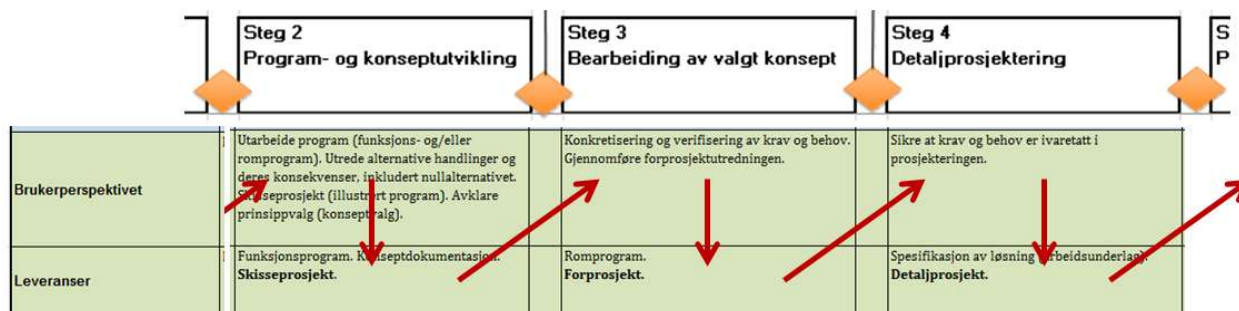 Steg 2
Program- og konseptutvikling
Steg 3
Bearbeiding av valgt konsept
Steg 4
Detaljprosjektering
S
P
Brukerperspektivet
Utarbeide program (funksjons- og/eller
romprogram). Utrede alternative handlinger og
deres konsekvenser, inkludert nullalternativet.
Skisseprosjekt (illustrert program). Avklare
prinsippvalg (konseptvalg).
Konkretisering og verifisering av krav og behov.
Gjennomføre forprosjektutredningen.
Sikre at krav og behov er ivaretatt i
prosjekteringen.
Leveranser
Funksjonsprogram. Konseptdokumentasjon.
Skisseprosjekt.
Romprogram.
Forprosjekt.
Spesifikasjon av løsning (arbeidsunderlag).
Detaljprosjekt.